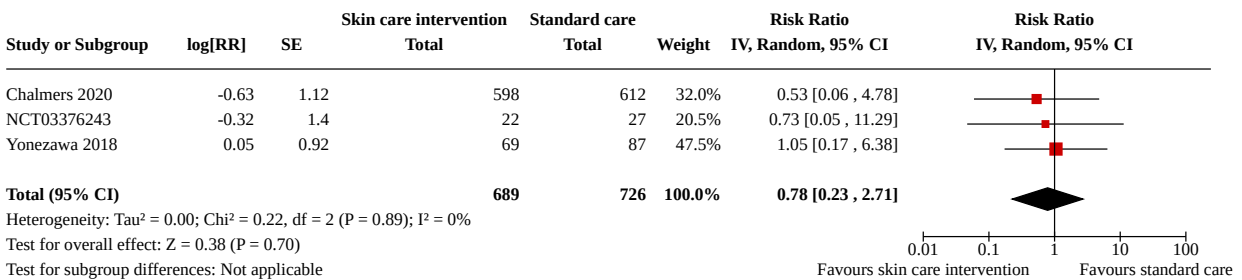 Skin care intervention Standard care Risk Ratio Risk Ratio
Study or Subgroup log[RR] SE Total Total Weight IV, Random, 95% CI IV, Random, 95% CI
Chalmers 2020 -0.63 1.12 598 612 32.0% 0.53 [0.06 , 4.78]
NCT03376243 -0.32 1.4 22 27 20.5% 0.73 [0.05 , 11.29]
Yonezawa 2018 0.05 0.92 69 87 47.5% 1.05 [0.17 , 6.38]
Total (95% CI) 689 726 100.0% 0.78 [0.23 , 2.71]
Heterogeneity: Tau² = 0.00; Chi² = 0.22, df = 2 (P = 0.89); I² = 0%
Test for overall effect: Z = 0.38 (P = 0.70) 0.01 0.1 1 10 100
Test for subgroup differences: Not applicable Favours skin care intervention Favours standard care